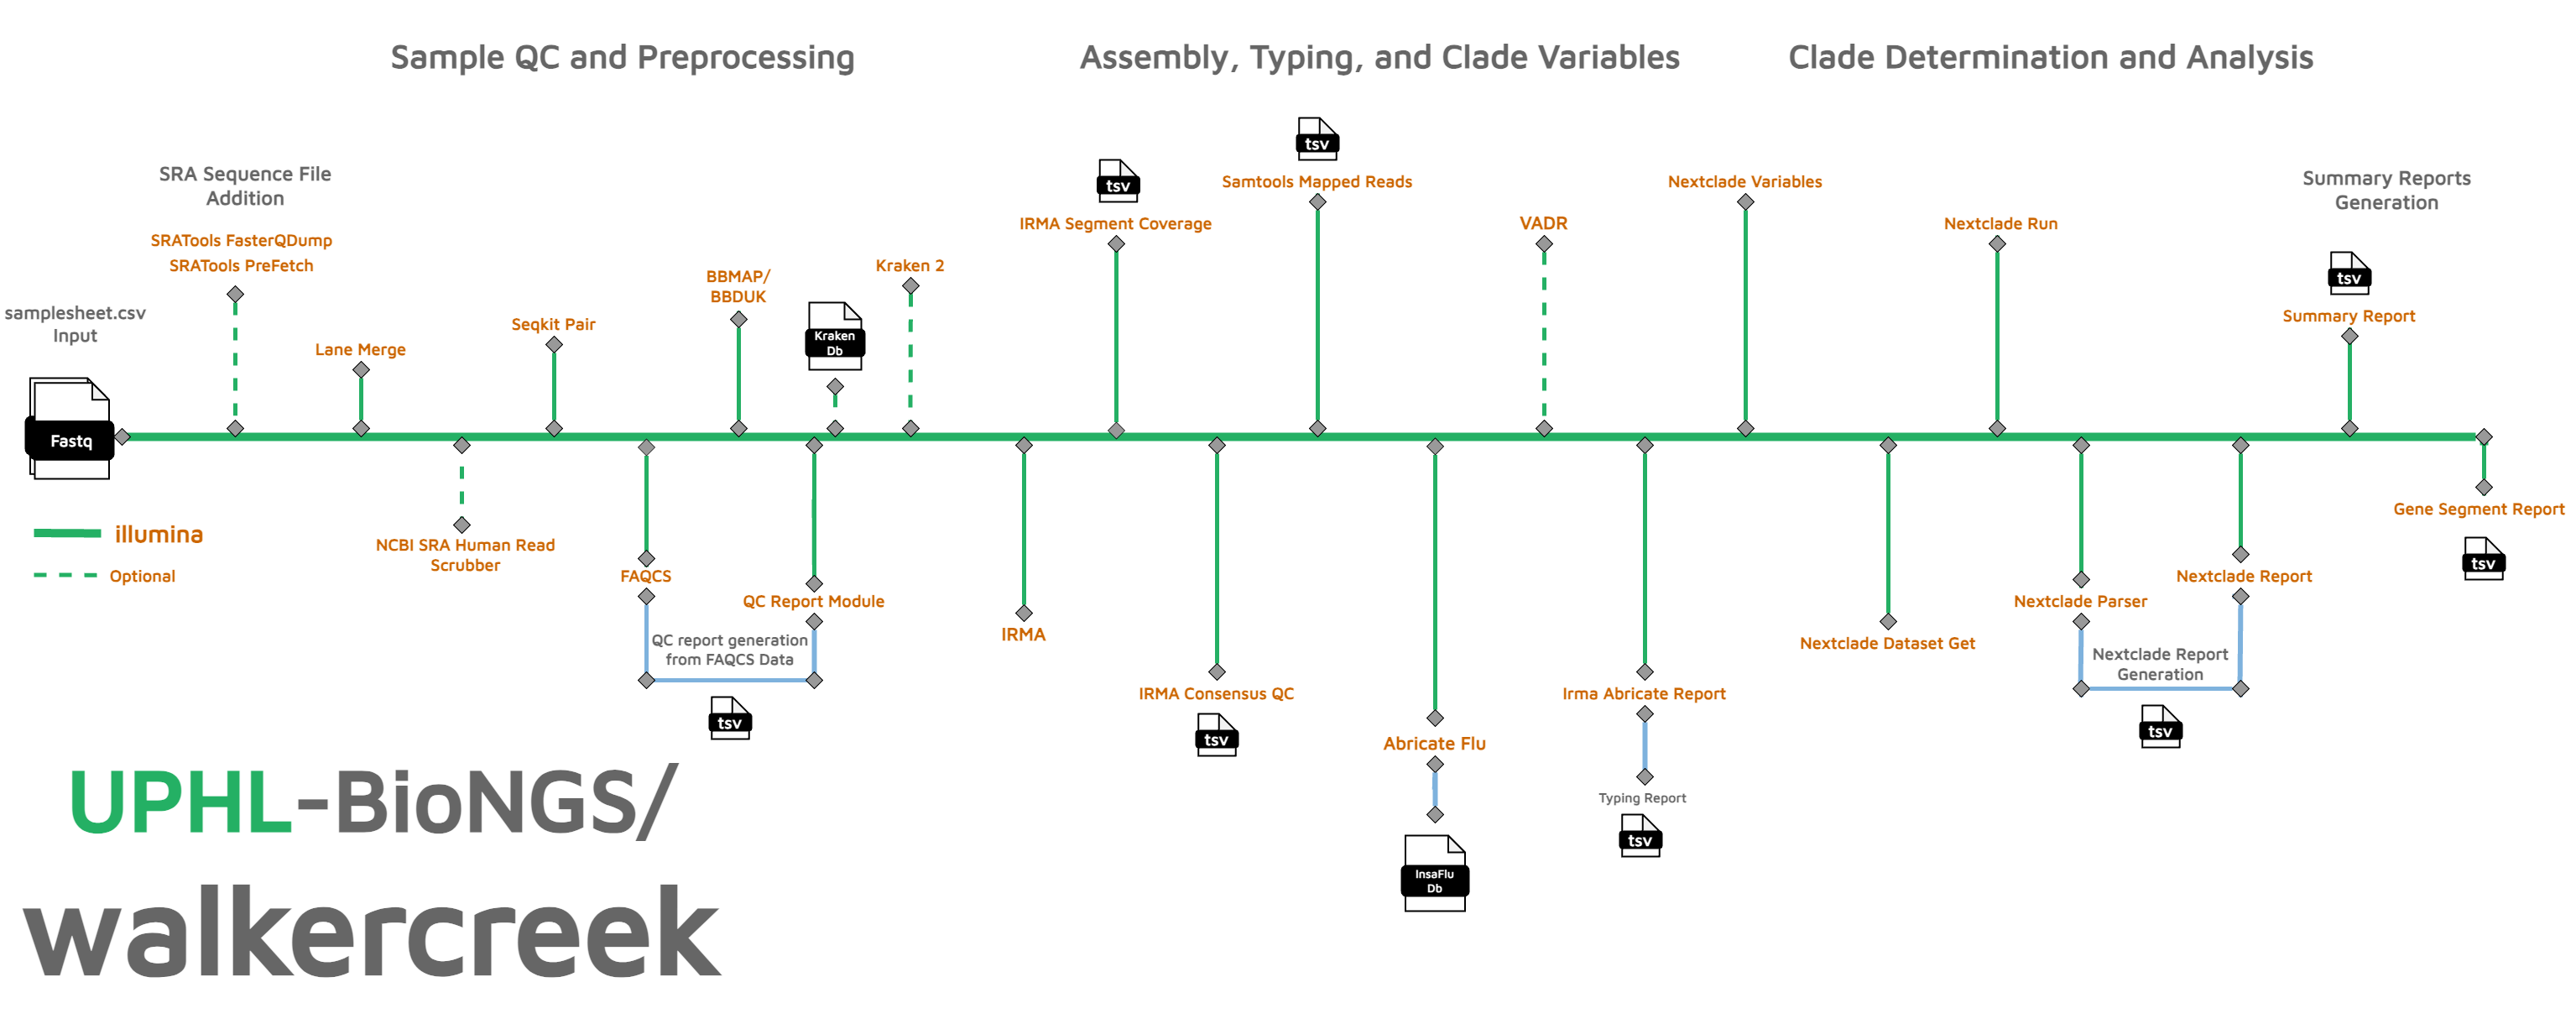 Sample QC and Preprocessing
Assembly, Typing, and Clade Variables
Clade Determination and Analysis
samplesheet.csv
Input
Fastq
illumina
Optional
SRA Sequence File
Addition
SRATools FasterQDump
SRATools PreFetch
Lane Merge
NCBI SRA Human Read
Scrubber
Seqkit Pair
FAQCS
BBMAP/
BBDUK
QC Report Module
QC report generation
from FAQCS Data
tsv
Kraken
Db
Kraken 2
IRMA
tsv
IRMA Segment Coverage
IRMA Consensus QC
tsv
tsv
Samtools Mapped Reads
Abricate Flu
InsaFlu
Db
VADR
Irma Abricate Report
Typing Report
tsv
Nextclade Variables
Nextclade Dataset Get
Nextclade Run
Nextclade Parser
Nextclade Report
Nextclade Report
Generation
tsv
Summary Reports
Generation
tsv
Summary Report
Gene Segment Report
tsv
UPHL-BioNGS/
walkercreek